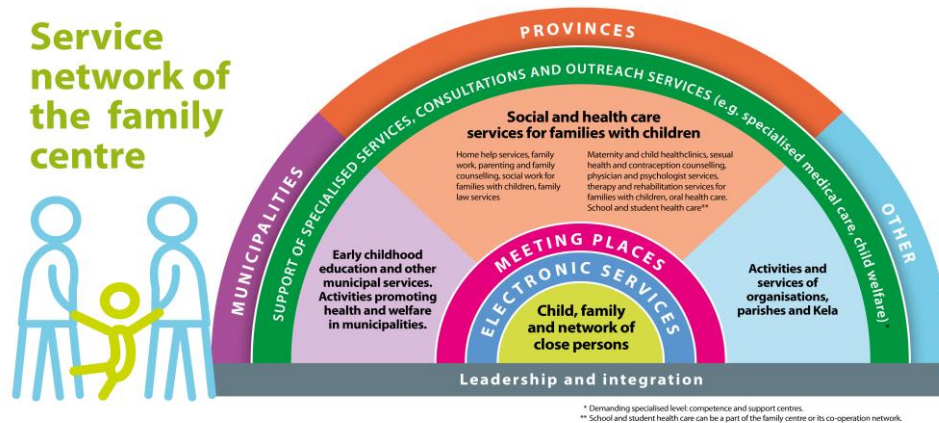 Service
network of
the family
centre
PROVINCES
MUNICIPALITIES
OTHER
SUPPORT OF SPECIALISED SERVICES, CONSULTATIONS AND OUTREACH SERVICES (e.g. specialised medical care, child welfare)*
Social and health care
services for families with children
Home help services, family
work, parenting and family
counselling, social work for
families with children, family
law services
Maternity and child healthclinics, sexual
health and contraception counselling,
physician and psychologist services,
therapy and rehabilitation services for
families with children, oral health care.
School and student health care**
Early childhood
education and other
municipal services.
Activities promoting
health and welfare
in municipalities.
MEETING PLACES
ELECTRONIC SERVICES
Child, family
and network of
close persons
Activities and
services of
organisations,
parishes and Kela
Leadership and integration
* Demanding specialised level: competence and support centres.
** School and student health care can be a part of the family centre or its co-operation network.